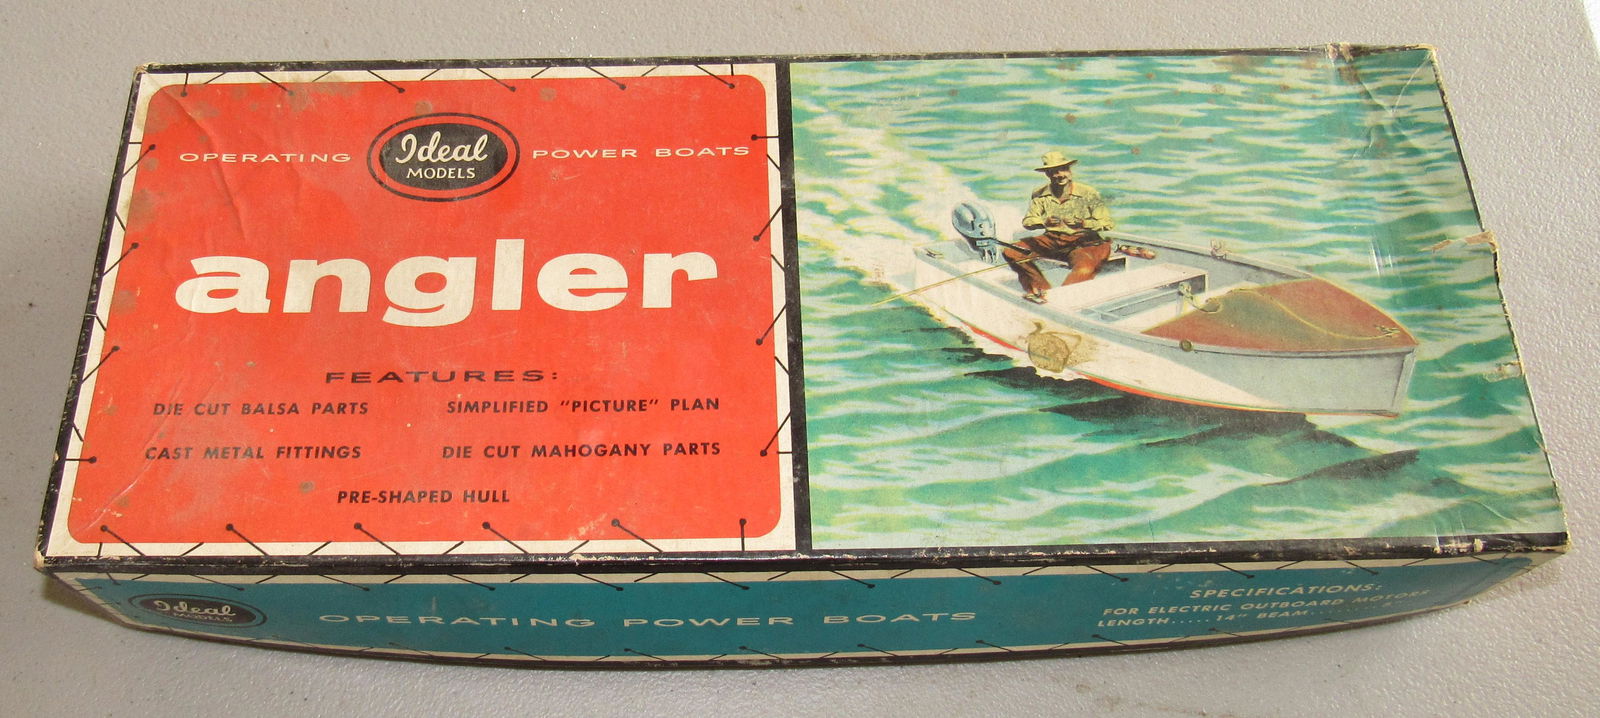 OPERATING Ideal MODELS POWER BOATS
angler
FEATURES:
DIE CUT BALSA PARTS SIMPLIFIED "PICTURE" PLAN
CAST METAL FITTINGS DIE CUT MAHOGANY PARTS
PRE-SHAPED HULL
Ideal MODELS
OPERATING POWER BOATS
SPECIFICATIONS:
FOR ELECTRIC OUTBOARD MOTORS
LENGTH.....14" BEAM........5"